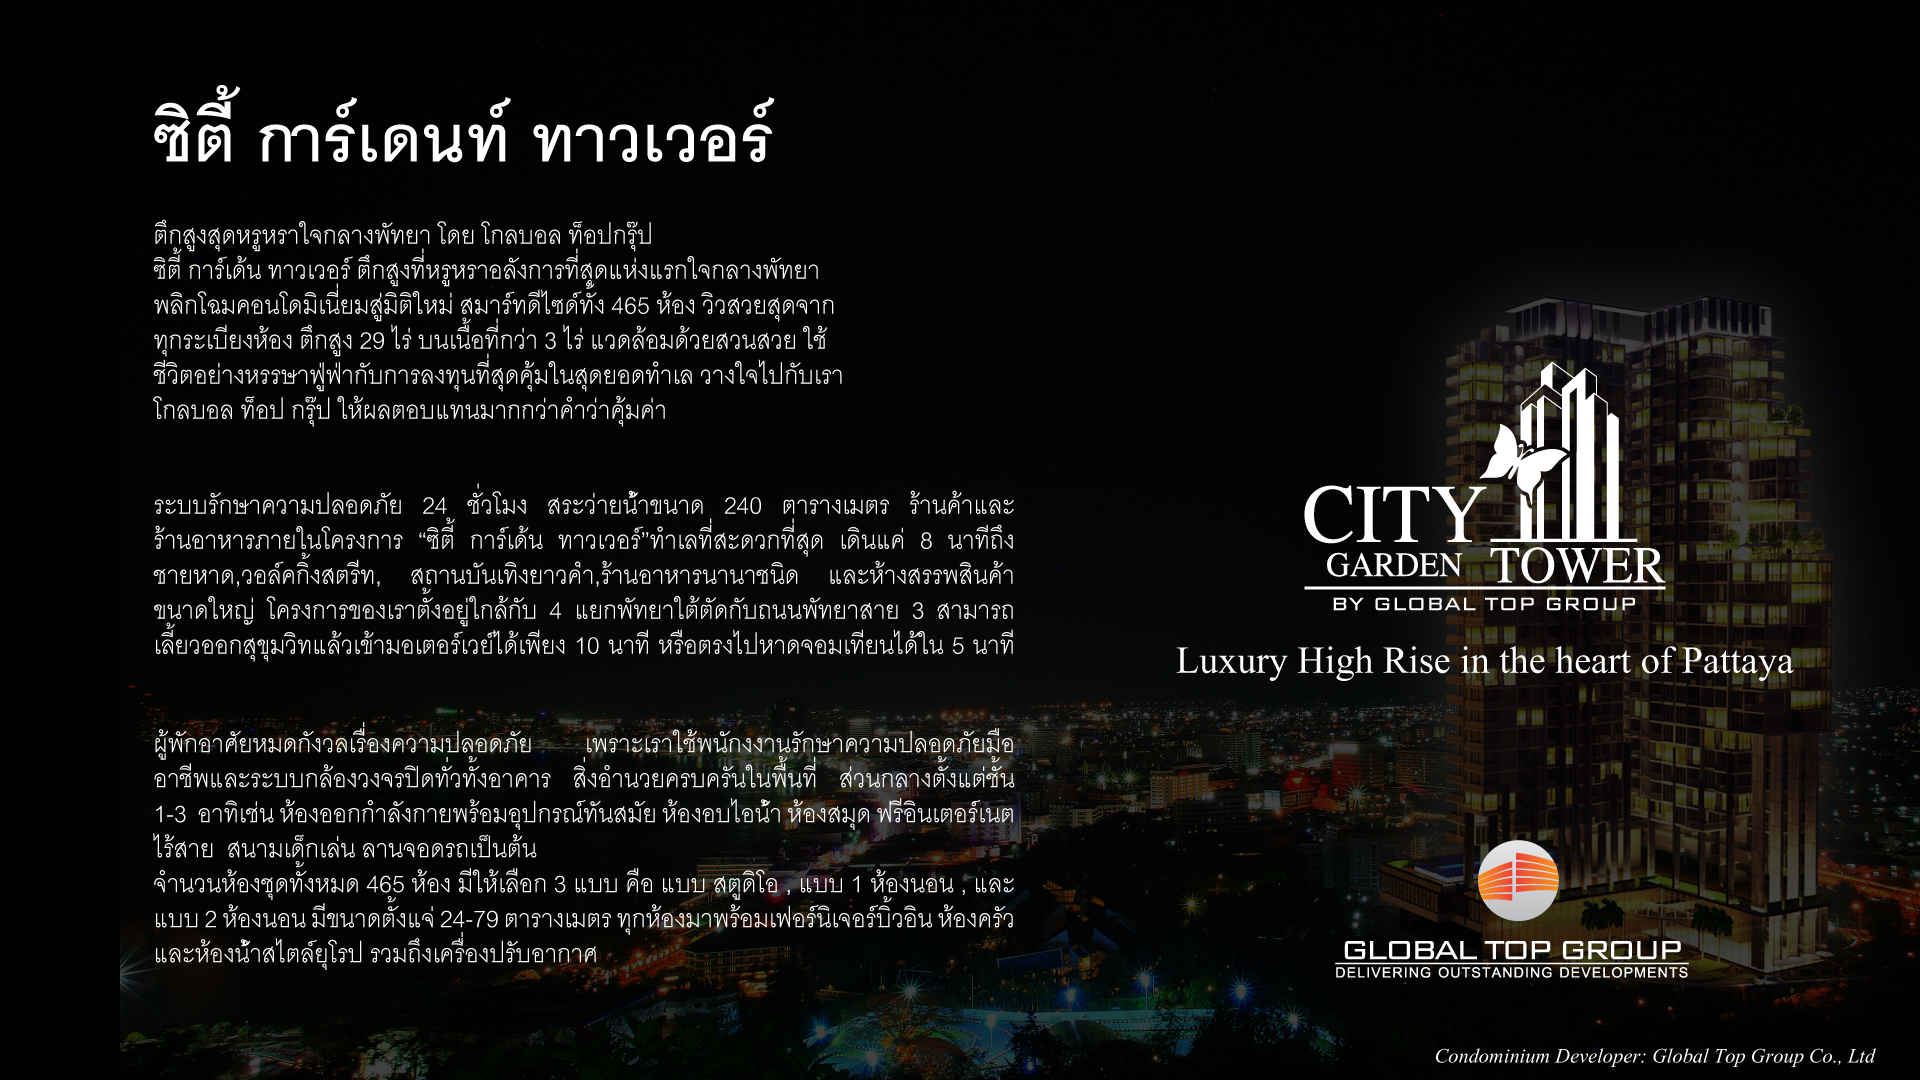 ซิตี้ การ์เดนท์ ทาวเวอร์
ตึกสูงสุดหรูหราใจกลางพัทยา โดย โกลบอล ท็อปกรุ๊ป
ซิตี้ การ์เด้น ทาวเวอร์ ตึกสูงที่หรูหราอลังการที่สุดแห่งแรกใจกลางพัทยา
พลิกโฉมคอนโดมิเนี่ยมสู่มิติใหม่ สมาร์ทดีไซด์ทั้ง 465 ห้อง วิวสวยสุดจาก
ทุกระเบียงห้อง ตึกสูง 29 ไร่ บนเนื้อที่กว่า 3 ไร่ แวดล้อมด้วยสวนสวย ใช้
ชีวิตอย่างหรรษาฟู่ฟ่ากับการลงทุนที่สุดคุ้มในสุดยอดทำเล วางใจไปกับเรา
โกลบอล ท็อป กรุ๊ป ให้ผลตอบแทนมากกว่าคำว่าคุ้มค่า
ระบบรักษาความปลอดภัย 24 ชั่วโมง สระว่ายน้ำขนาด 240 ตารางเมตร ร้านค้าและ
ร้านอาหารภายในโครงการ “ซิตี้ การ์เด้น ทาวเวอร์”ทำเลที่สะดวกที่สุด เดินแค่ 8 นาทีถึง
ชายหาด,วอล์คกิ้งสตรีท, สถานบันเทิงยาวคำ,ร้านอาหารนานาชนิด และห้างสรรพสินค้า
ขนาดใหญ่ โครงการของเราตั้งอยู่ใกล้กับ 4 แยกพัทยาใต้ตัดกับถนนพัทยาสาย 3 สามารถ
เลี้ยวออกสุขุมวิทแล้วเข้ามอเตอร์เวย์ได้เพียง 10 นาที หรือตรงไปหาดจอมเทียนได้ใน 5 นาที
ผู้พักอาศัยหมดกังวลเรื่องความปลอดภัย เพราะเราใช้พนักงงานรักษาความปลอดภัยมือ
อาชีพและระบบกล้องวงจรปิดทั่วทั้งอาคาร สิ่งอำนวยครบครันในพื้นที่ ส่วนกลางตั้งแต่ชั้น
1-3 อาทิเช่น ห้องออกกำลังกายพร้อมอุปกรณ์ทันสมัย ห้องอบไอน้ำ ห้องสมุด ฟรีอินเตอร์เนต
ไร้สาย สนามเด็กเล่น ลานจอดรถเป็นต้น
จำนวนห้องชุดทั้งหมด 465 ห้อง มีให้เลือก 3 แบบ คือ แบบ สตูดิโอ , แบบ 1 ห้องนอน , และ
แบบ 2 ห้องนอน มีขนาดตั้งแจ่ 24-79 ตารางเมตร ทุกห้องมาพร้อมเฟอร์นิเจอร์บิ้วอิน ห้องครัว
และห้องน้ำสไตล์ยุโรป รวมถึงเครื่องปรับอากาศ
CITY
GARDEN TOWER
BY GLOBAL TOP GROUP
Luxury High Rise in the heart of Pattaya
GLOBAL TOP GROUP
DELIVERING OUTSTANDING DEVELOPMENTS
Condominium Developer: Global Top Group Co., Ltd